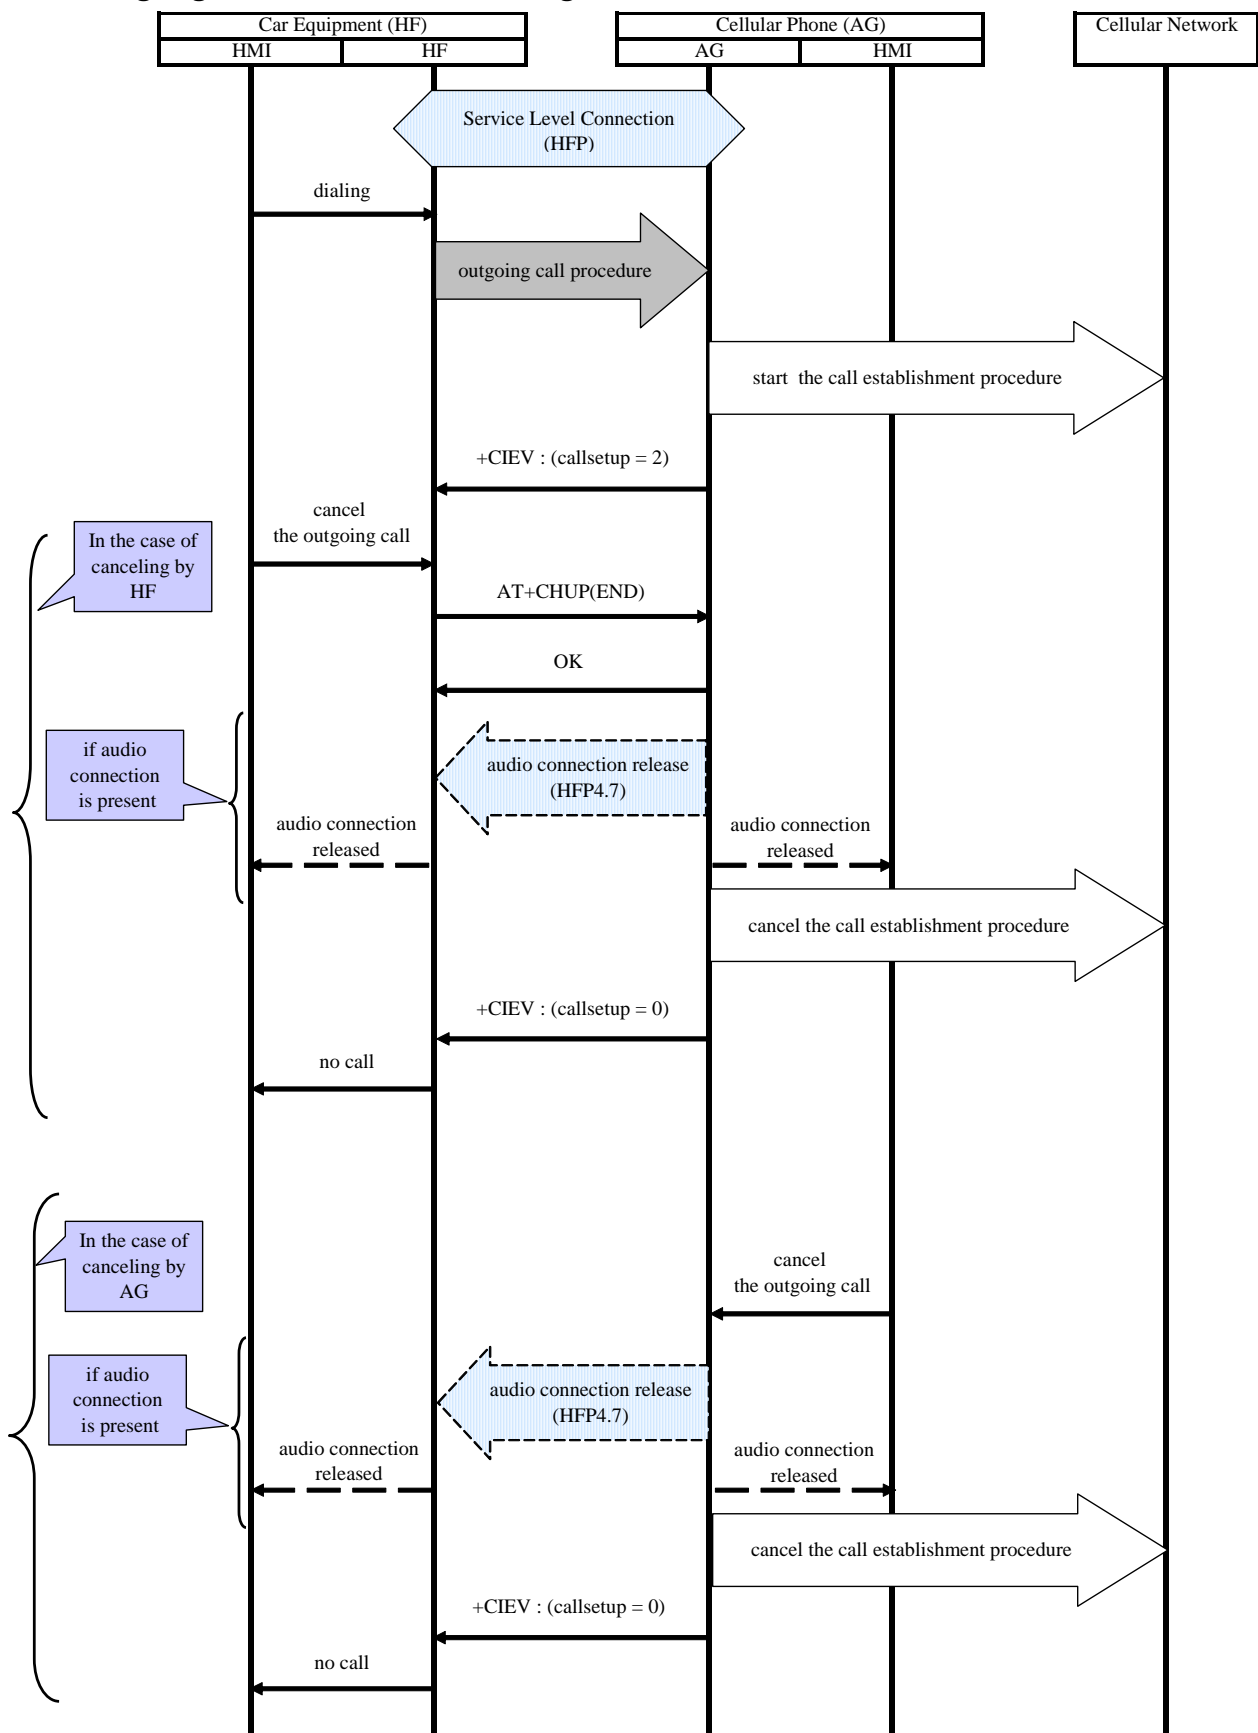 Car Equipment (HF)
Cellular Phone (AG)
Cellular Network
HMI
HF
AG
HMI
Service Level Connection
(HFP)
dialing
outgoing call procedure
start the call establishment procedure
+CIEV : (callsetup = 2)
cancel
the outgoing call
In the case of
canceling by
HF
AT+CHUP(END)
OK
if audio
connection
is present
audio connection release
(HFP4.7)
audio connection
released
audio connection
released
cancel the call establishment procedure
+CIEV : (callsetup = 0)
no call
In the case of
canceling by
AG
cancel
the outgoing call
if audio
connection
is present
audio connection release
(HFP4.7)
audio connection
released
audio connection
released
cancel the call establishment procedure
+CIEV : (callsetup = 0)
no call